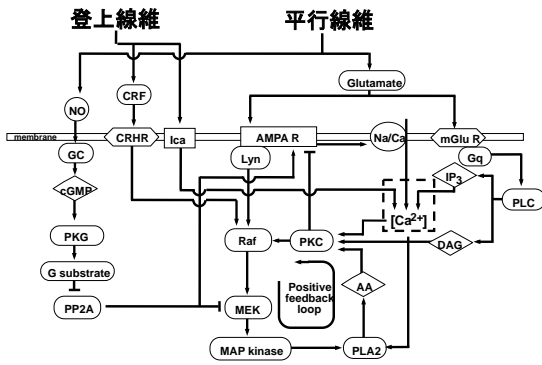 登上線維
平行線維
CRF
Glutamate
NO
membrane
CRHR
Ica
AMPA R
Na/Ca
mGlu R
GC
Lyn
Gq
cGMP
IP3
PLC
[Ca2+]
PKG
Raf
PKC
DAG
G substrate
AA
Positive
feedback
loop
PP2A
MEK
MAP kinase
PLA2